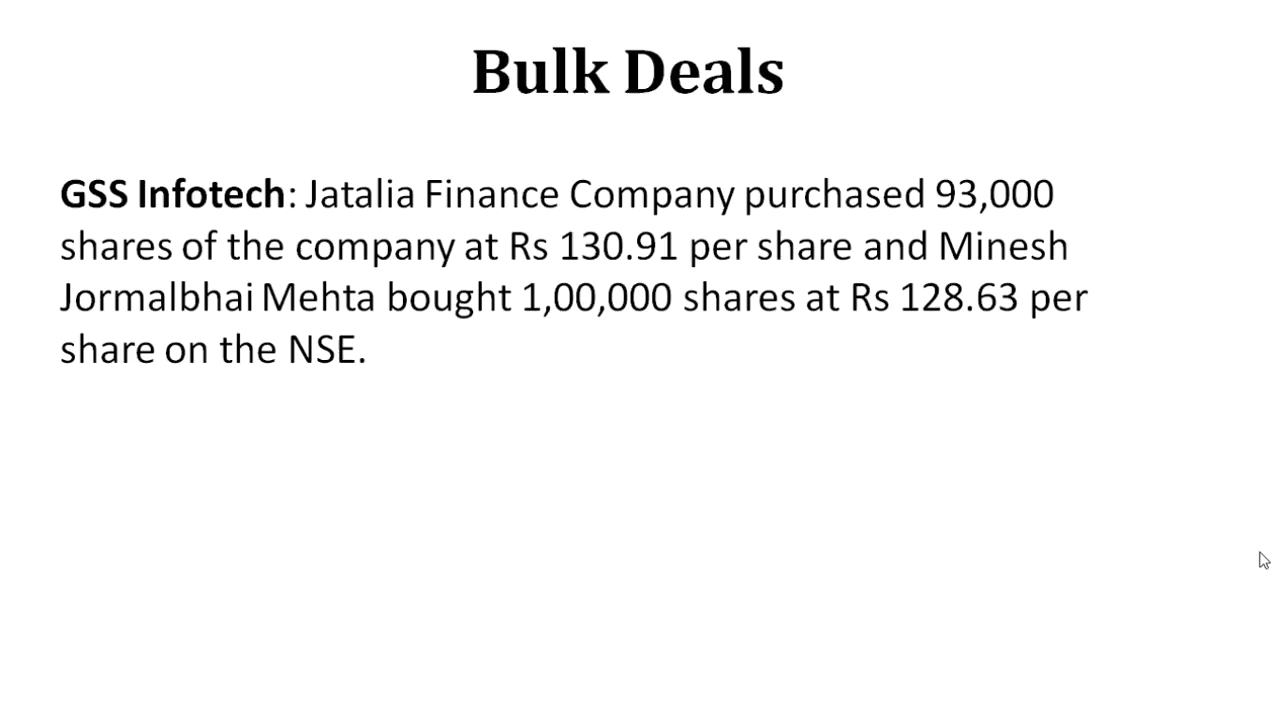 Bulk Deals
GSS Infotech: Jatalia Finance Company purchased 93,000
shares of the company at Rs 130.91 per share and Minesh
Jormalbhai Mehta bought 1,00,000 shares at Rs 128.63 per
share on the NSE.